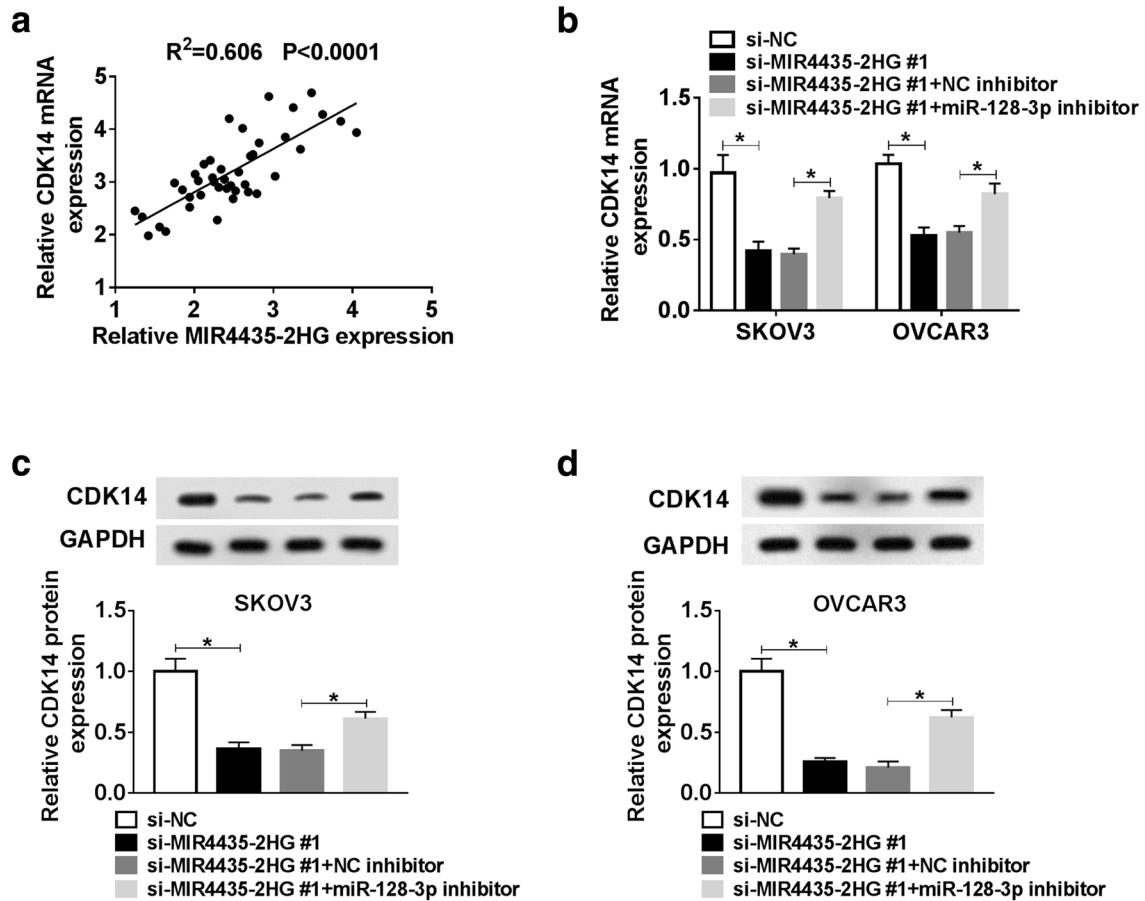 a
R²=0.606 P<0.0001
Relative CDK14 mRNA
expression
5
4
3
2
1
1 2 3 4 5
Relative MIR4435-2HG expression
b
si-NC
si-MIR4435-2HG #1
si-MIR4435-2HG #1+NC inhibitor
si-MIR4435-2HG #1+miR-128-3p inhibitor
Relative CDK14 mRNA
expression
1.5
1.0
0.5
0.0
* * * *
SKOV3 OVCAR3
c
CDK14
GAPDH
SKOV3
Relative CDK14 protein
expression
1.5
1.0
0.5
0.0
* *
si-NC
si-MIR4435-2HG #1
si-MIR4435-2HG #1+NC inhibitor
si-MIR4435-2HG #1+miR-128-3p inhibitor
d
CDK14
GAPDH
OVCAR3
Relative CDK14 protein
expression
1.5
1.0
0.5
0.0
* *
si-NC
si-MIR4435-2HG #1
si-MIR4435-2HG #1+NC inhibitor
si-MIR4435-2HG #1+miR-128-3p inhibitor